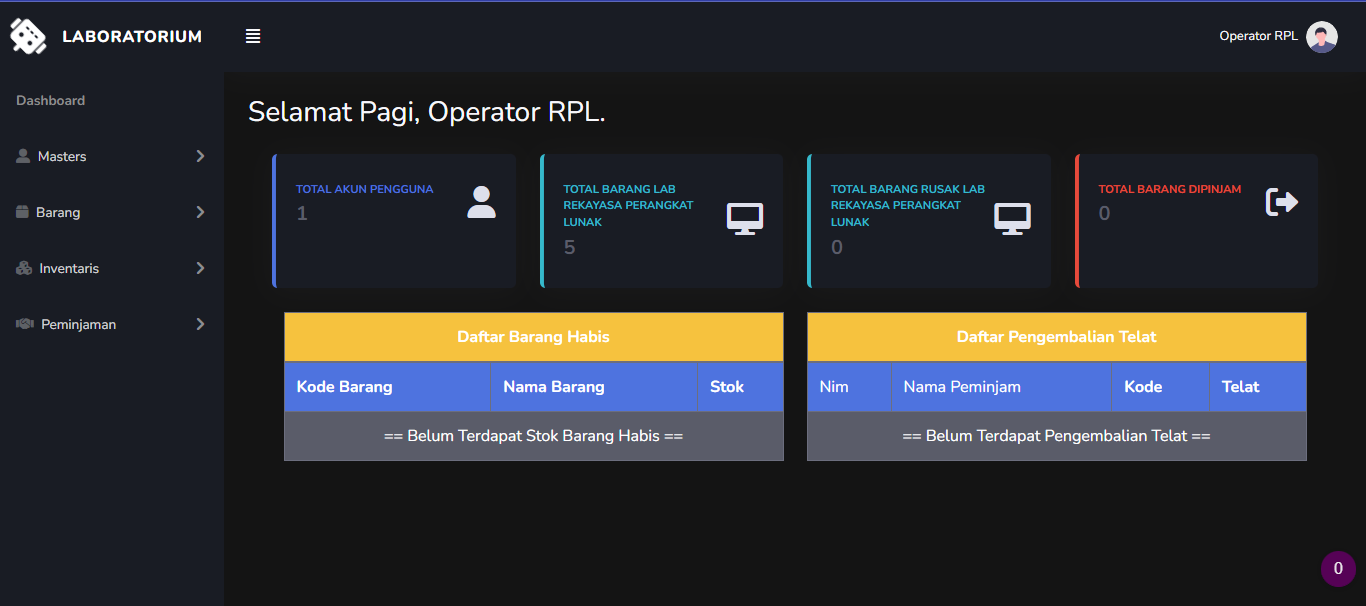 LABORATORIUM
Operator RPL
Dashboard
Masters
Barang
Inventaris
Peminjaman
Selamat Pagi, Operator RPL.
TOTAL AKUN PENGGUNA
1
TOTAL BARANG LAB
REKAYASA PERANGKAT
LUNAK
5
TOTAL BARANG RUSAK LAB
REKAYASA PERANGKAT
LUNAK
0
TOTAL BARANG DIPINJAM
0
Daftar Barang Habis
Kode Barang Nama Barang Stok
== Belum Terdapat Stok Barang Habis ==
Daftar Pengembalian Telat
Nim Nama Peminjam Kode Telat
== Belum Terdapat Pengembalian Telat ==
0